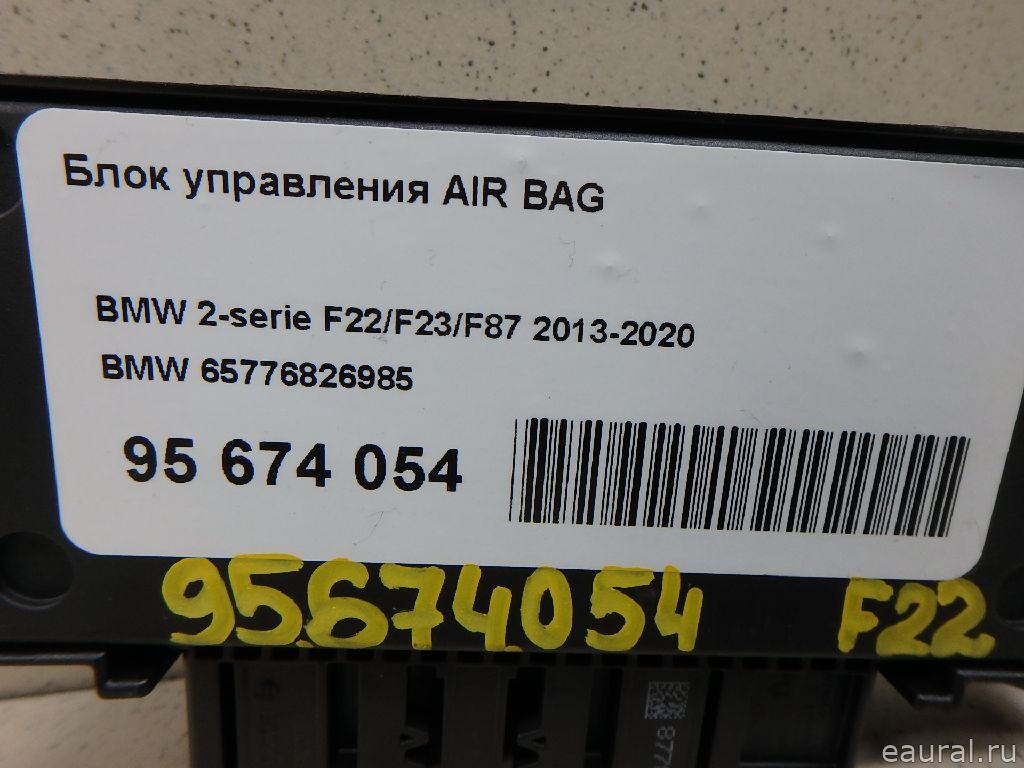 Блок управления AIR BAG
BMW 2-serie F22/F23/F87 2013-2020
BMW 65776826985
95 674 054
95674054 F22
eaural.ru